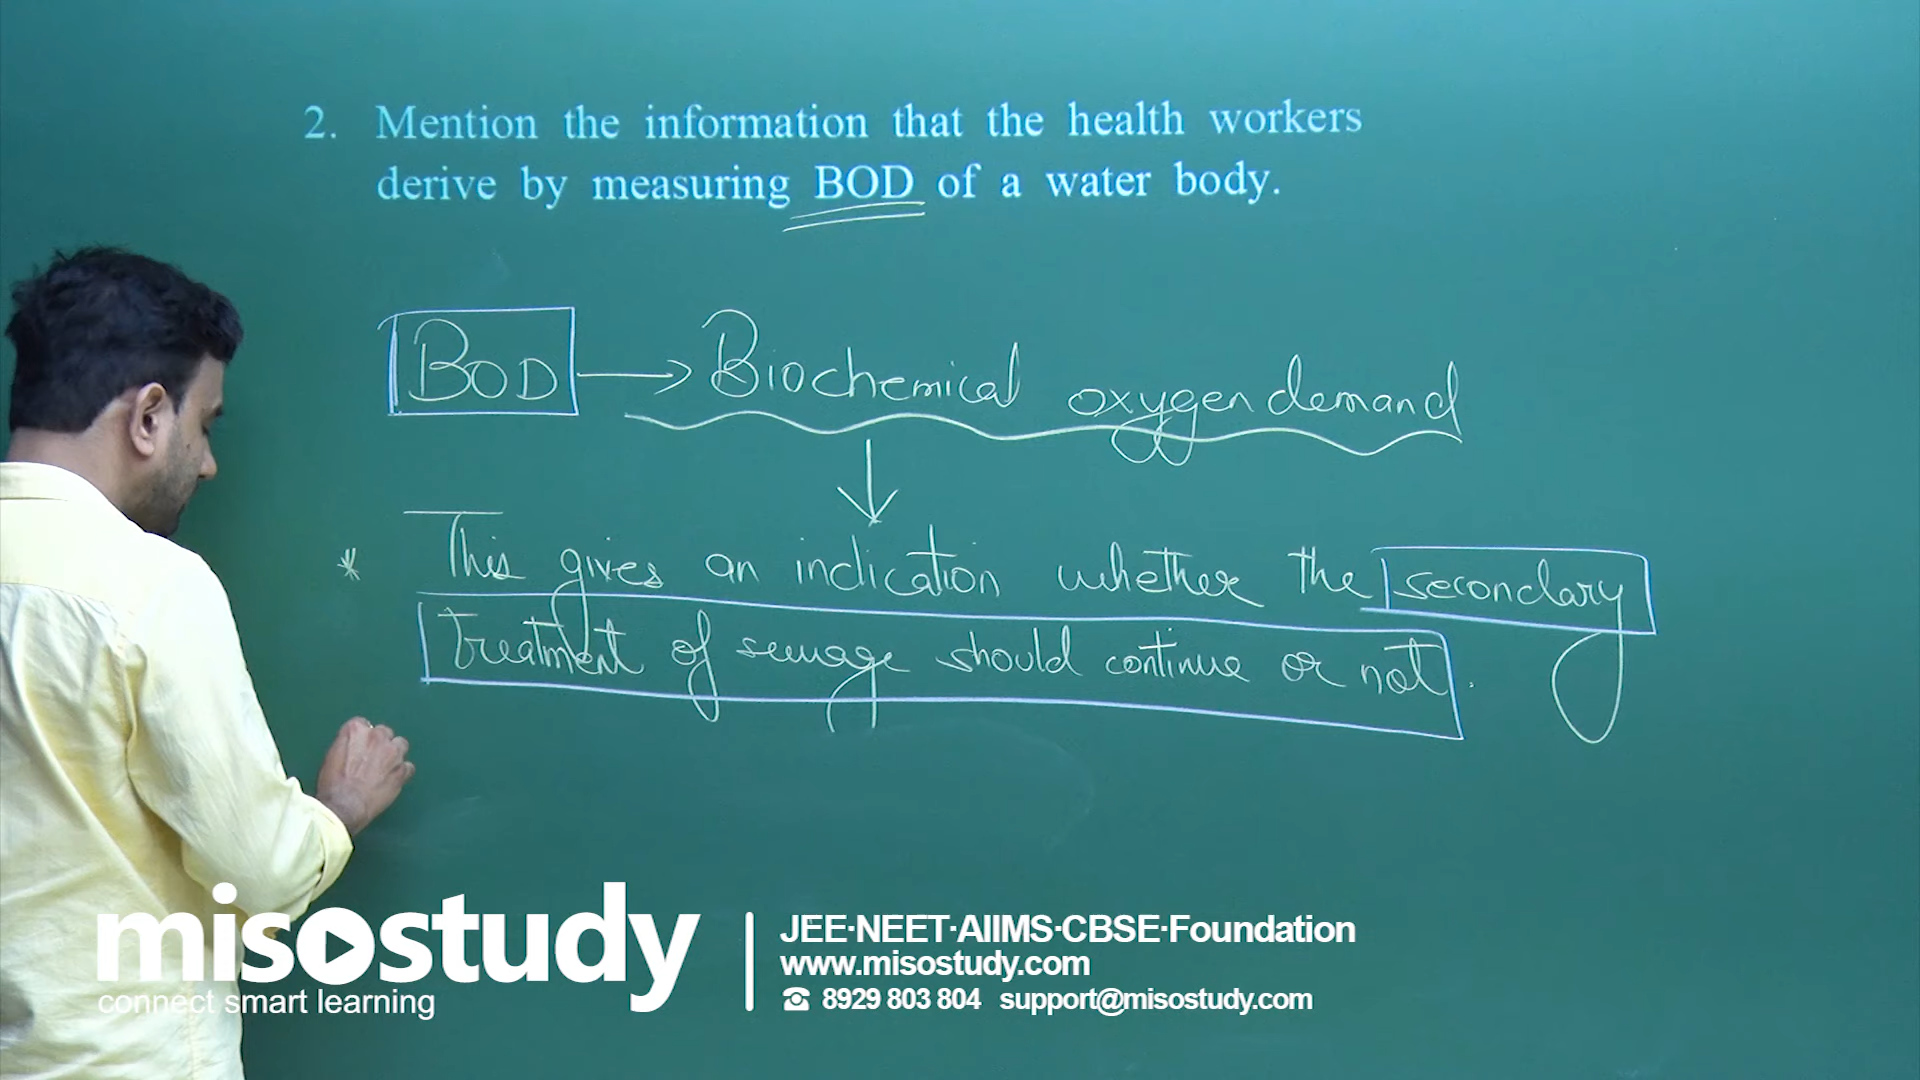 2. Mention the information that the health workers
derive by measuring BOD of a water body.
BOD → Biochemical oxygen demand
* This gives an indication whether the secondary
treatment of sewage should continue or not.
misostudy
connect smart learning
JEE·NEET·AIIMS·CBSE·Foundation
www.misostudy.com
☎ 8929 803 804 support@misostudy.com